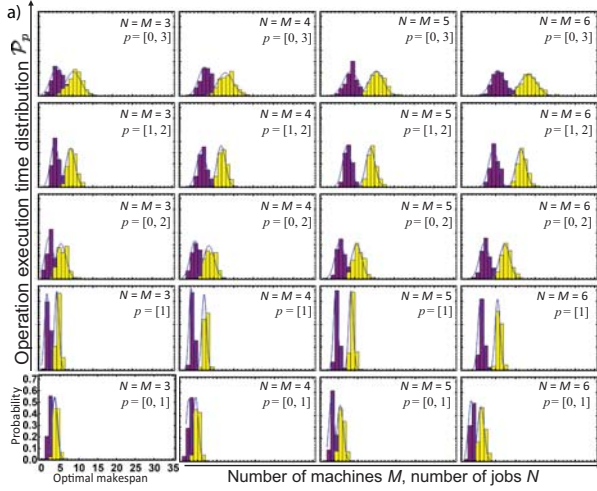 a)
Operation execution time distribution 𝒫p
N = M = 3
p = [0, 3]
N = M = 4
p = [0, 3]
N = M = 5
p = [0, 3]
N = M = 6
p = [0, 3]
N = M = 3
p = [1, 2]
N = M = 4
p = [1, 2]
N = M = 5
p = [1, 2]
N = M = 6
p = [1, 2]
N = M = 3
p = [0, 2]
N = M = 4
p = [0, 2]
N = M = 5
p = [0, 2]
N = M = 6
p = [0, 2]
N = M = 3
p = [1]
N = M = 4
p = [1]
N = M = 5
p = [1]
N = M = 6
p = [1]
Probability
0.7
0.6
0.5
0.4
0.3
0.2
0.1
0.0
N = M = 3
p = [0, 1]
N = M = 4
p = [0, 1]
N = M = 5
p = [0, 1]
N = M = 6
p = [0, 1]
0 5 10 15 20 25 30 35
Optimal makespan
Number of machines M, number of jobs N